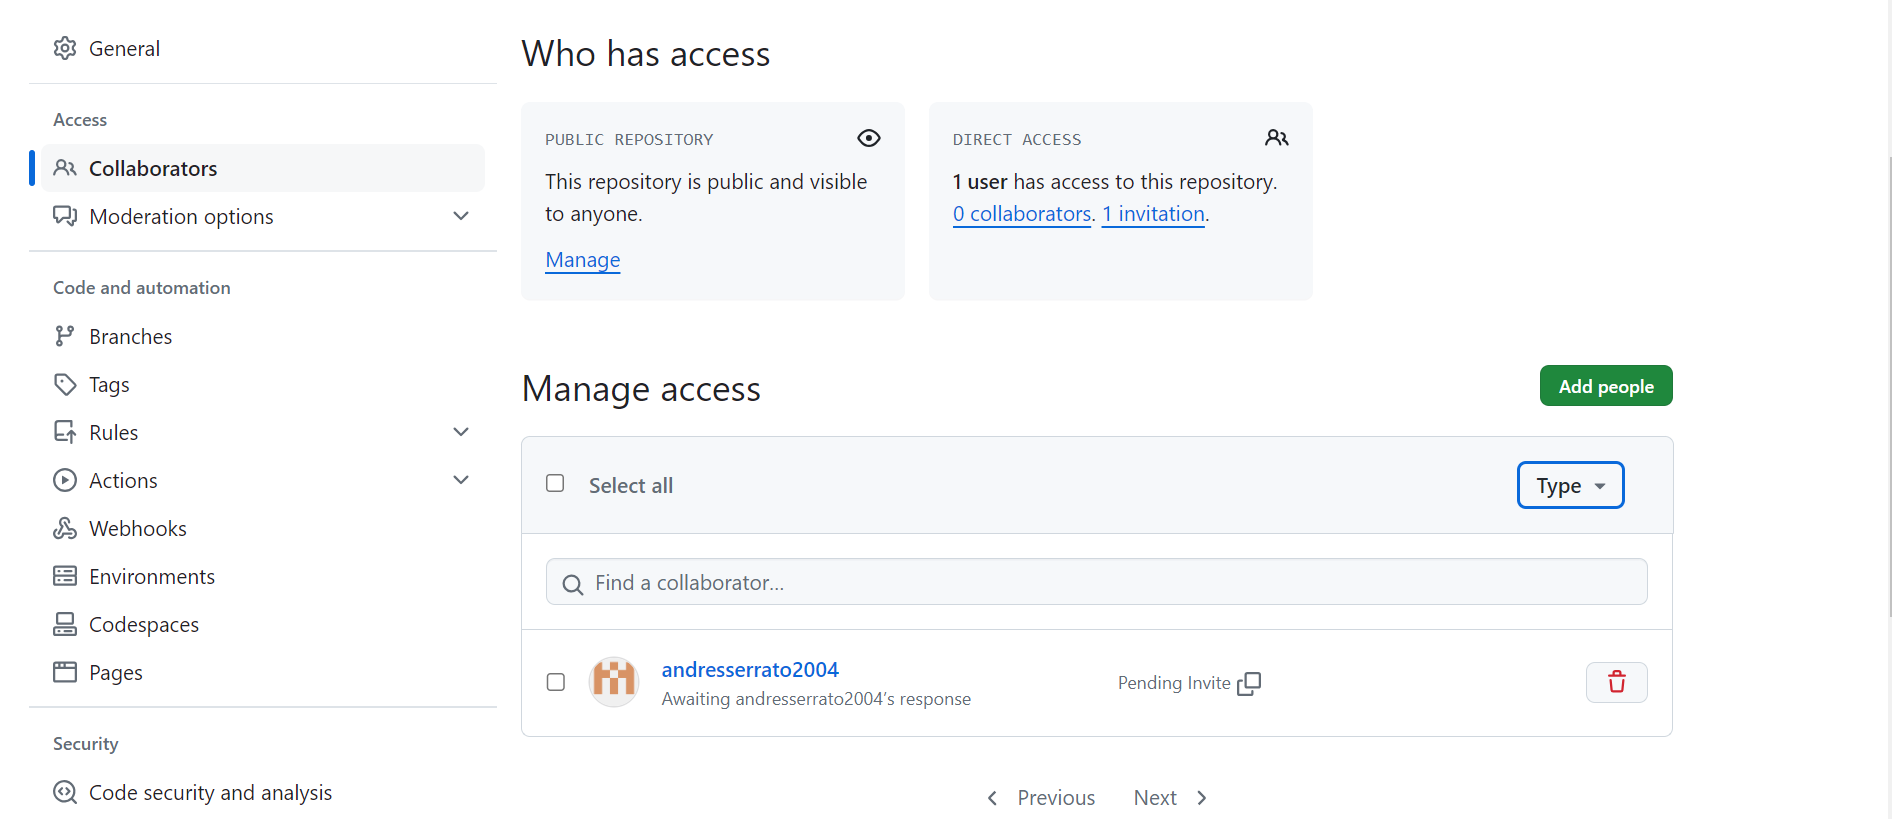 General
Access
Collaborators
Moderation options
Code and automation
Branches
Tags
Rules
Actions
Webhooks
Environments
Codespaces
Pages
Security
Code security and analysis
Who has access
PUBLIC REPOSITORY
This repository is public and visible
to anyone.
Manage
DIRECT ACCESS
1 user has access to this repository.
0 collaborators. 1 invitation.
Manage access
Add people
Select all
Type
Find a collaborator...
andresserrato2004
Awaiting andresserrato2004's response
Pending Invite
Previous
Next